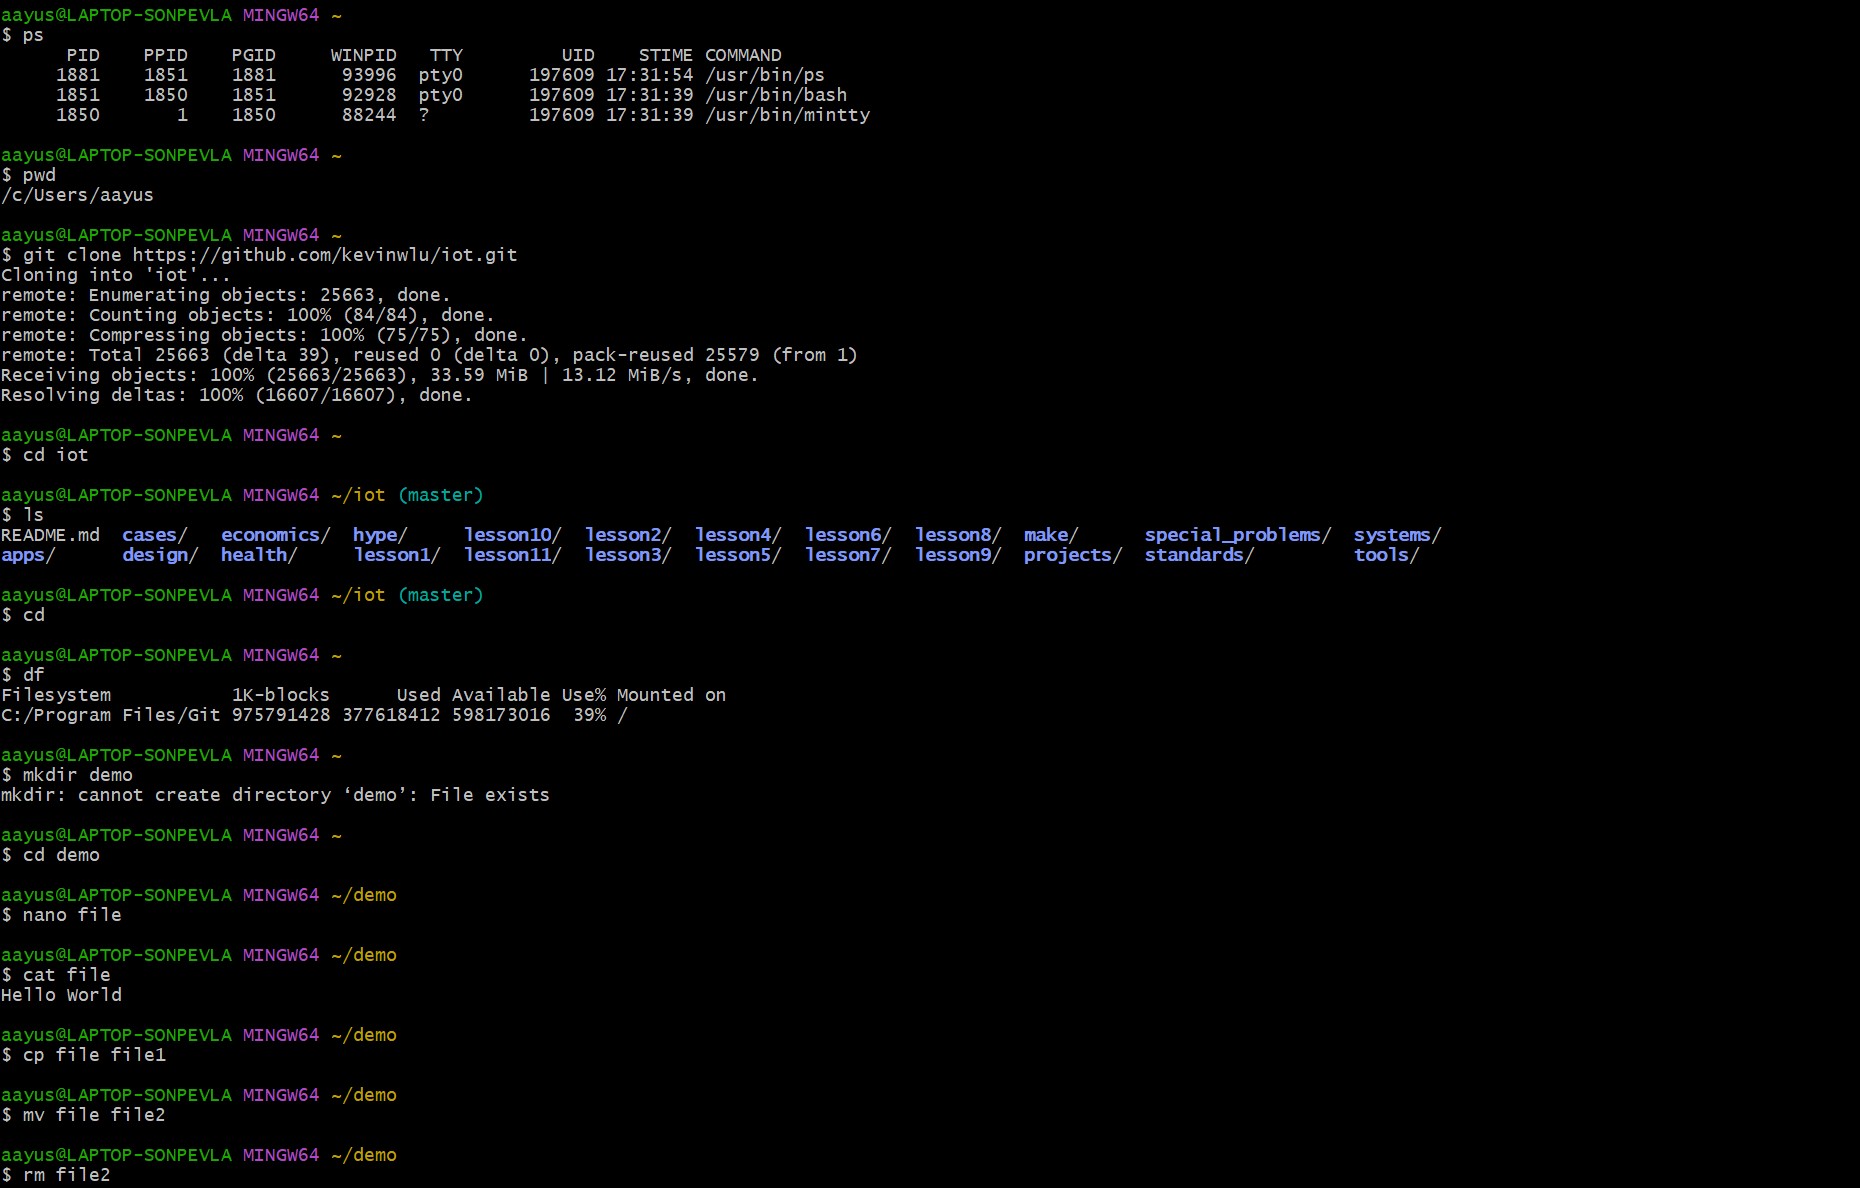 aayus@LAPTOP-SONPEVLA MINGW64 ~
$ ps
      PID    PPID    PGID     WINPID   TTY         UID    STIME COMMAND
     1881    1851    1881      93996  pty0      197609 17:31:54 /usr/bin/ps
     1851    1850    1851      92928  pty0      197609 17:31:39 /usr/bin/bash
     1850       1    1850      88244  ?         197609 17:31:39 /usr/bin/mintty

aayus@LAPTOP-SONPEVLA MINGW64 ~
$ pwd
/c/Users/aayus

aayus@LAPTOP-SONPEVLA MINGW64 ~
$ git clone https://github.com/kevinwlu/iot.git
Cloning into 'iot'...
remote: Enumerating objects: 25663, done.
remote: Counting objects: 100% (84/84), done.
remote: Compressing objects: 100% (75/75), done.
remote: Total 25663 (delta 39), reused 0 (delta 0), pack-reused 25579 (from 1)
Receiving objects: 100% (25663/25663), 33.59 MiB | 13.12 MiB/s, done.
Resolving deltas: 100% (16607/16607), done.

aayus@LAPTOP-SONPEVLA MINGW64 ~
$ cd iot

aayus@LAPTOP-SONPEVLA MINGW64 ~/iot (master)
$ ls
README.md  cases/   economics/  hype/     lesson10/  lesson2/  lesson4/  lesson6/  lesson8/  make/      special_problems/  systems/
apps/      design/  health/     lesson1/  lesson11/  lesson3/  lesson5/  lesson7/  lesson9/  projects/  standards/         tools/

aayus@LAPTOP-SONPEVLA MINGW64 ~/iot (master)
$ cd

aayus@LAPTOP-SONPEVLA MINGW64 ~
$ df
Filesystem           1K-blocks      Used Available Use% Mounted on
C:/Program Files/Git 975791428 377618412 598173016  39% /

aayus@LAPTOP-SONPEVLA MINGW64 ~
$ mkdir demo
mkdir: cannot create directory ‘demo’: File exists

aayus@LAPTOP-SONPEVLA MINGW64 ~
$ cd demo

aayus@LAPTOP-SONPEVLA MINGW64 ~/demo
$ nano file

aayus@LAPTOP-SONPEVLA MINGW64 ~/demo
$ cat file
Hello World

aayus@LAPTOP-SONPEVLA MINGW64 ~/demo
$ cp file file1

aayus@LAPTOP-SONPEVLA MINGW64 ~/demo
$ mv file file2

aayus@LAPTOP-SONPEVLA MINGW64 ~/demo
$ rm file2